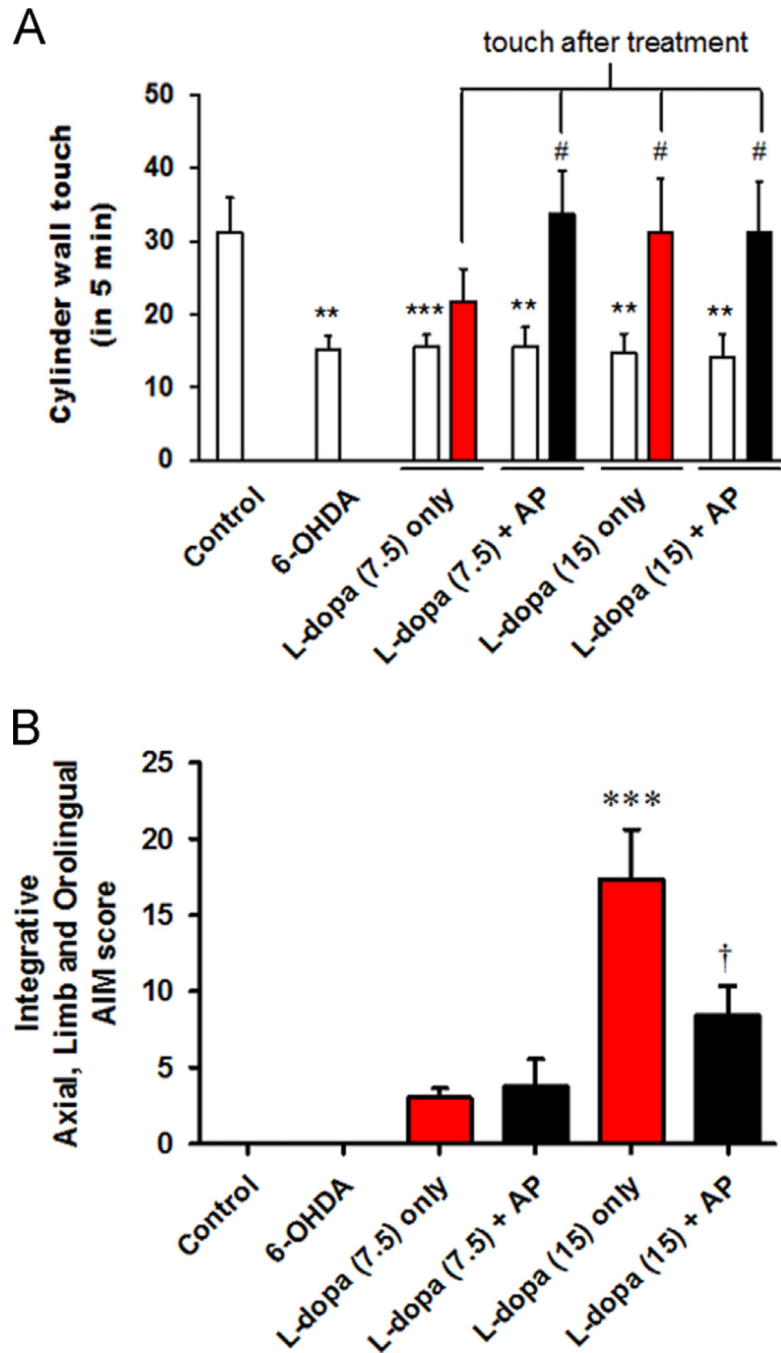 A
touch after treatment
Cylinder wall touch
(in 5 min)
50
40
30
20
10
0
**
***
**
**
**
#
#
#
Control
6-OHDA
L-dopa (7.5) only
L-dopa (7.5) + AP
L-dopa (15) only
L-dopa (15) + AP
B
Integrative
Axial, Limb and Orolingual
AIM score
25
20
15
10
5
0
***
†
Control
6-OHDA
L-dopa (7.5) only
L-dopa (7.5) + AP
L-dopa (15) only
L-dopa (15) + AP